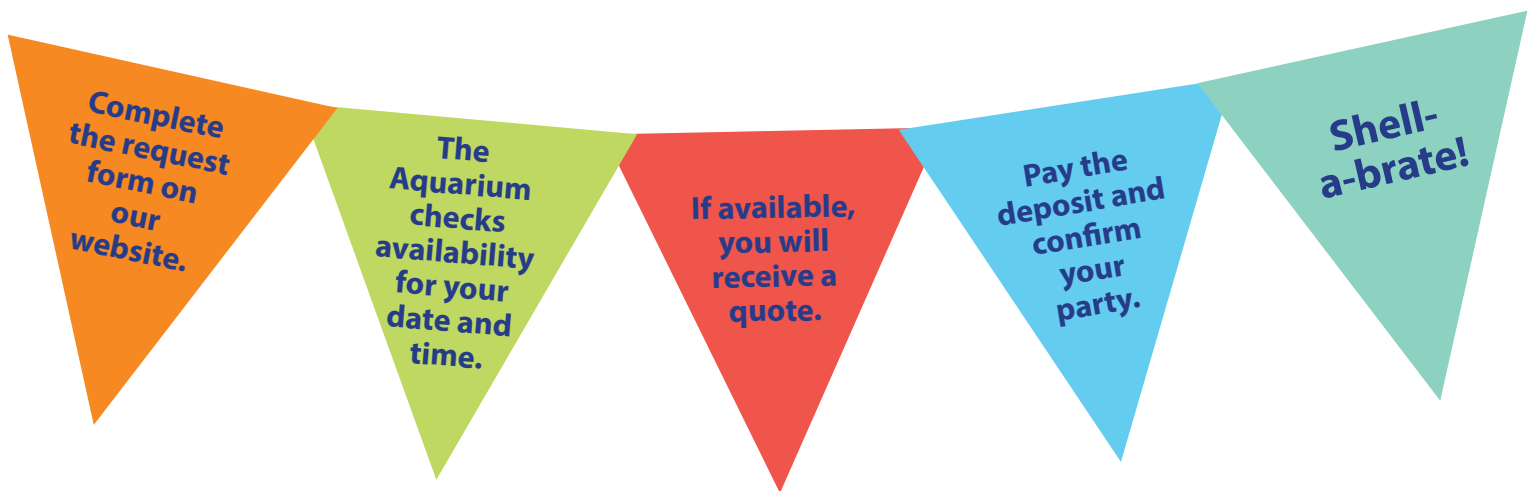 Complete
the request
form on
our
website.
The
Aquarium
checks
availability
for your
date and
time.
If available,
you will
receive a
quote.
Pay the
deposit and
confirm
your
party.
Shell-
a-brate!